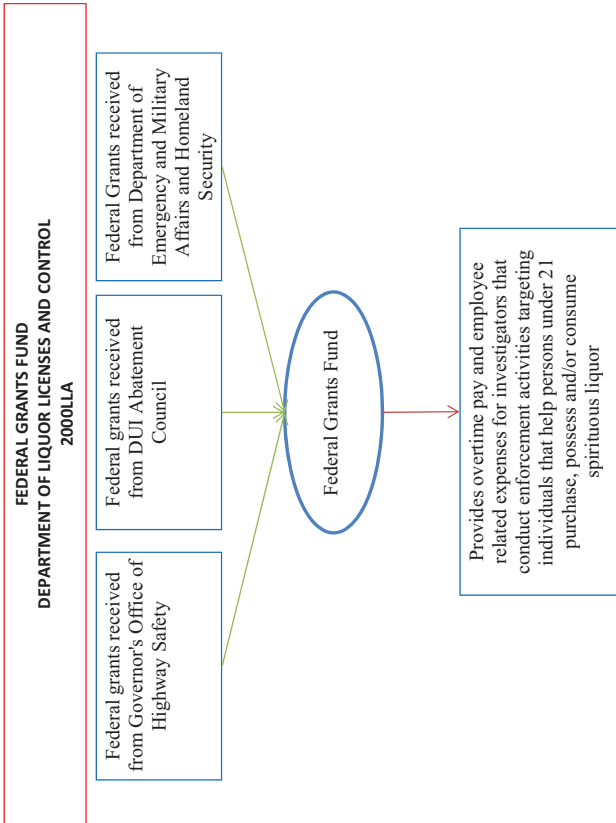 FEDERAL GRANTS FUND
DEPARTMENT OF LIQUOR LICENSES AND CONTROL
2000LLA
Federal grants received
from Governor's Office of
Highway Safety
Federal grants received
from DUI Abatement
Council
Federal Grants received
from Department of
Emergency and Military
Affairs and Homeland
Security
Federal Grants Fund
Provides overtime pay and employee
related expenses for investigators that
conduct enforcement activities targeting
individuals that help persons under 21
purchase, possess and/or consume
spirituous liquor